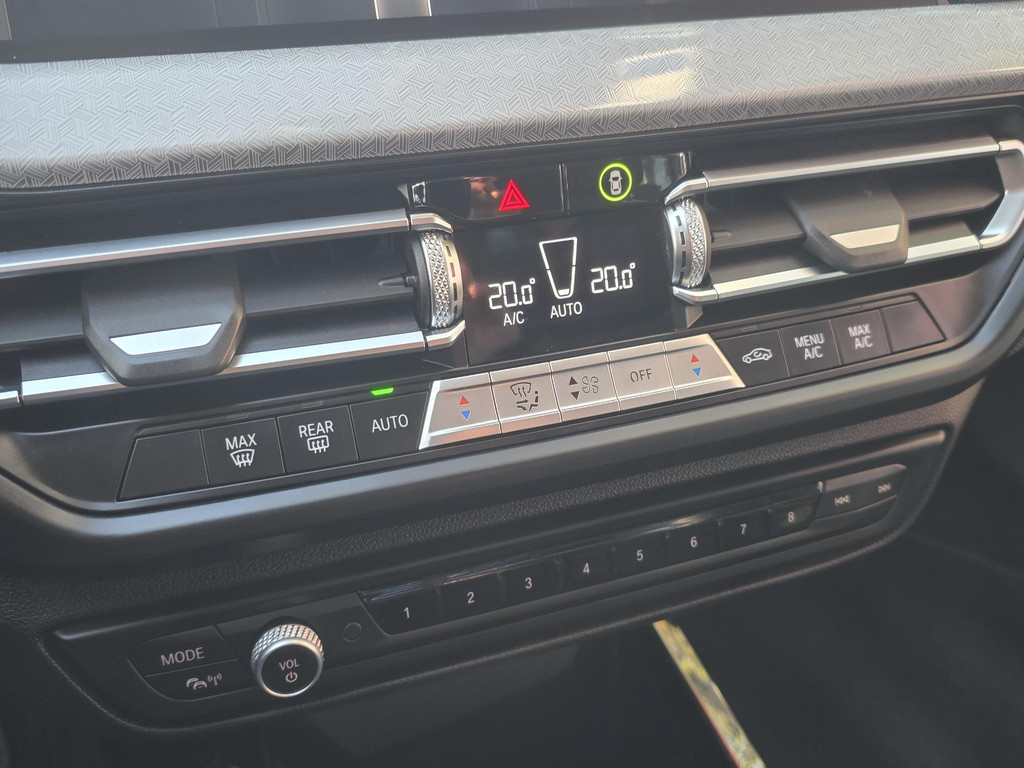 20.0°
20.0°
A/C
AUTO
MAX
REAR
AUTO
OFF
MENU
A/C
MAX
A/C
1
2
3
4
5
6
7
8
MODE
VOL